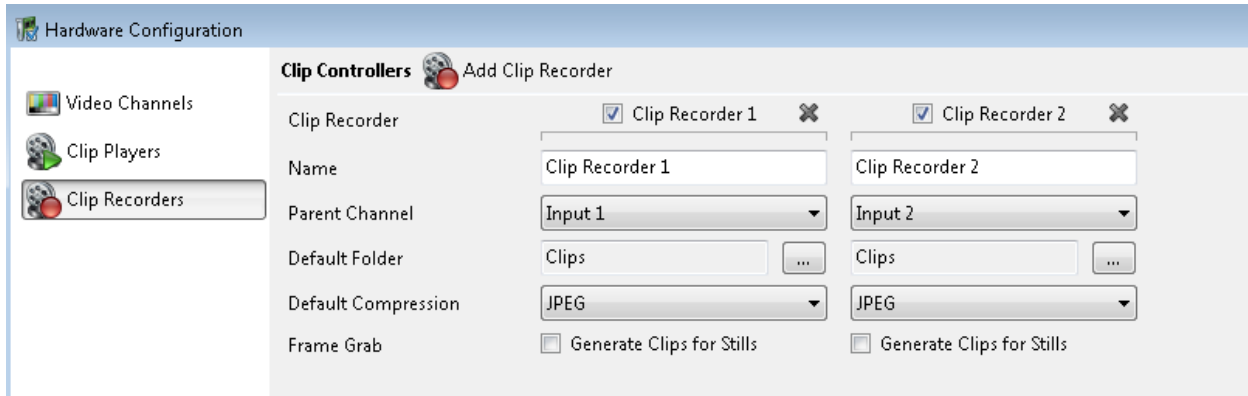 Hardware Configuration
Video Channels
Clip Players
Clip Recorders
Clip Controllers Add Clip Recorder
Clip Recorder Clip Recorder 1 Clip Recorder 2
Name Clip Recorder 1 Clip Recorder 2
Parent Channel Input 1 Input 2
Default Folder Clips ... Clips ...
Default Compression JPEG JPEG
Frame Grab Generate Clips for Stills Generate Clips for Stills